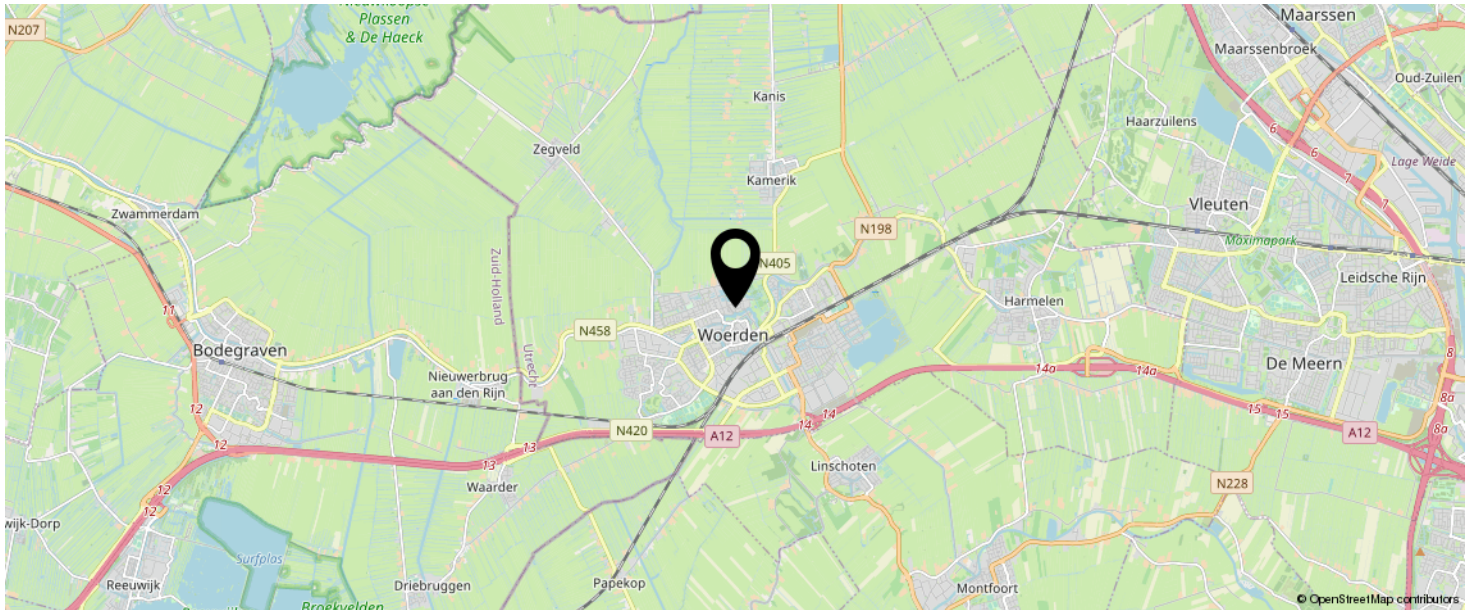 N207
Nieuwkoopse
Plassen
& De Haeck
Maarssen
Maarssenbroek
Oud-Zuilen
Kanis
Haarzuilens
6
6
Zegveld
Lage Weide
7
Kamerik
7
Zwammerdam
Vleuten
N198
Maximapark
Zuid-Holland
N405
Leidsche Rijn
Harmelen
11
N458
Woerden
Bodegraven
Utrecht
8
De Meern
14a
14a
Nieuwerbrug
aan den Rijn
8a
12
14
15
15
14
8a
N420
A12
A12
12
13
13
Linschoten
Waarder
N228
12
12
wijk-Dorp
Surfplas
Reeuwijk
Driebruggen
Papekop
Montfoort
Broekvelden
© OpenStreetMap contributors